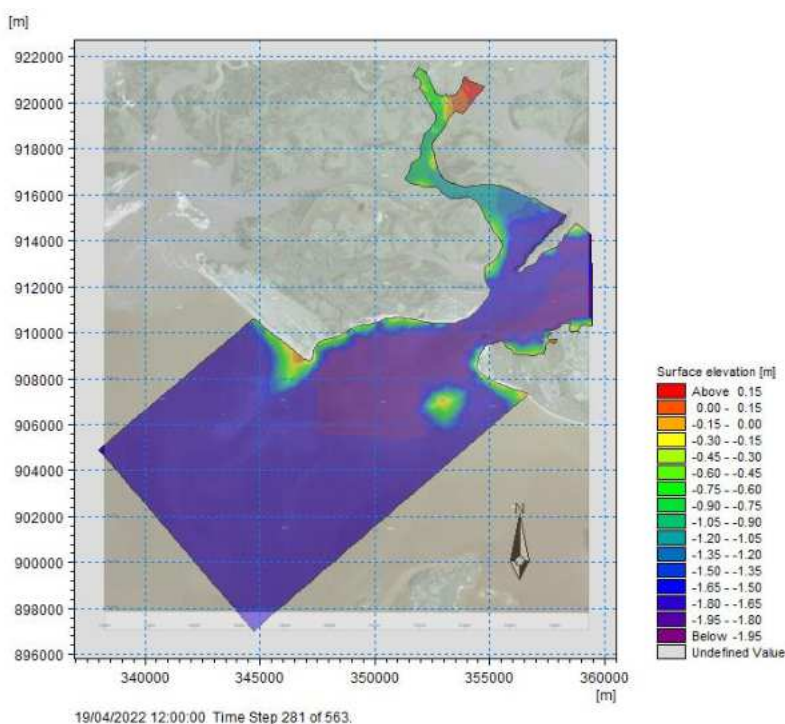 [m]
922000
920000
918000
916000
914000
912000
910000
908000
906000
904000
902000
900000
898000
896000
340000 345000 350000 355000 360000
[m]
N
Surface elevation [m]
Above 0.15
0.00 - 0.15
-0.15 - 0.00
-0.30 - -0.15
-0.45 - -0.30
-0.60 - -0.45
-0.75 - -0.60
-0.90 - -0.75
-1.05 - -0.90
-1.20 - -1.05
-1.35 - -1.20
-1.50 - -1.35
-1.65 - -1.50
-1.80 - -1.65
-1.95 - -1.80
Below -1.95
Undefined Value
19/04/2022 12:00:00 Time Step 281 of 563.